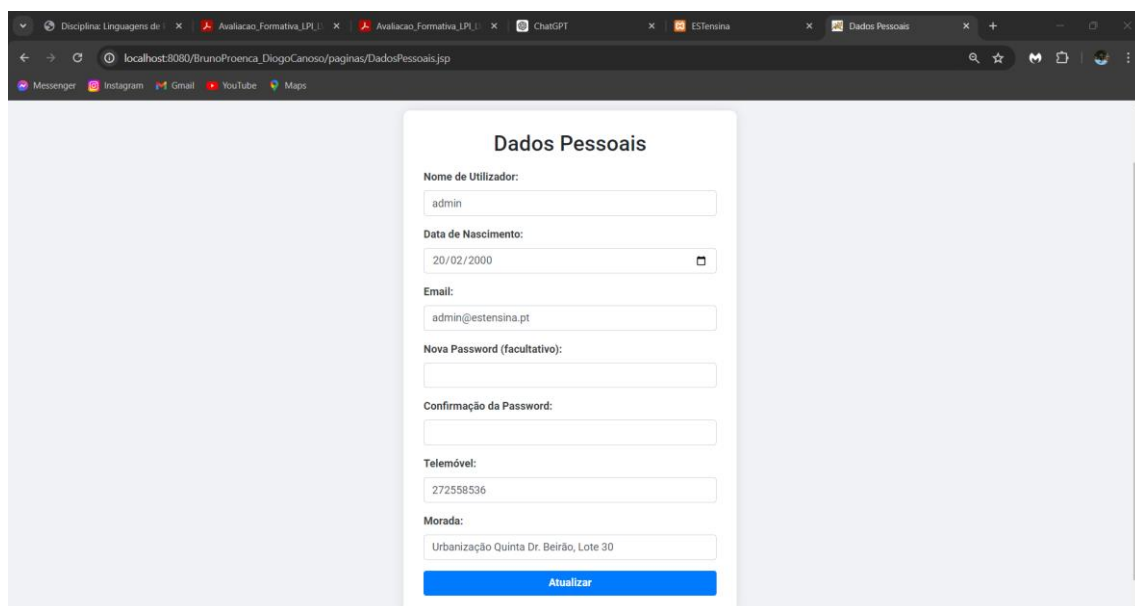 Disciplina: Linguagens de
Avaliacao_Formativa_LPI_L
Avaliacao_Formativa_LPI_L
ChatGPT
ESTensina
Dados Pessoais
localhost:8080/BrunoProenca_DiogoCanoso/paginas/DadosPessoais.jsp
Messenger Instagram Gmail YouTube Maps
Dados Pessoais
Nome de Utilizador:
admin
Data de Nascimento:
20/02/2000
Email:
admin@estensina.pt
Nova Password (facultativo):
Confirmação da Password:
Telemóvel:
272558536
Morada:
Urbanização Quinta Dr. Beirão, Lote 30
Atualizar